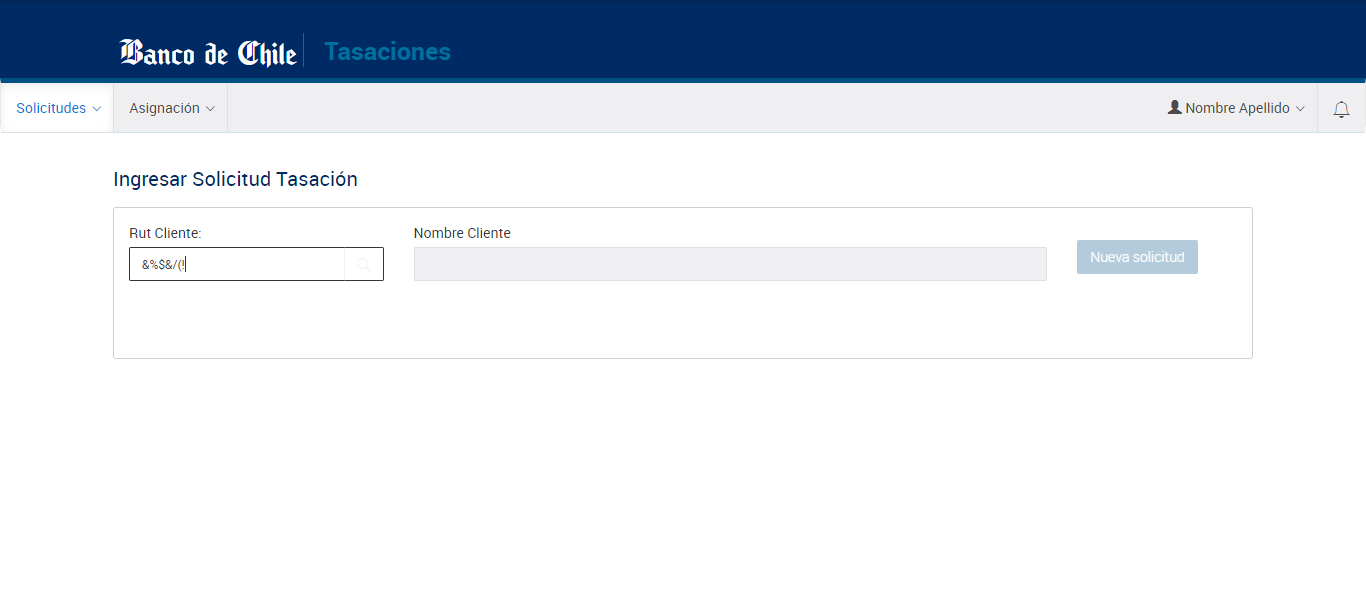 Banco de Chile Tasaciones
Solicitudes Asignación Nombre Apellido
Ingresar Solicitud Tasación
Rut Cliente: Nombre Cliente
&%$&/(! Nueva solicitud